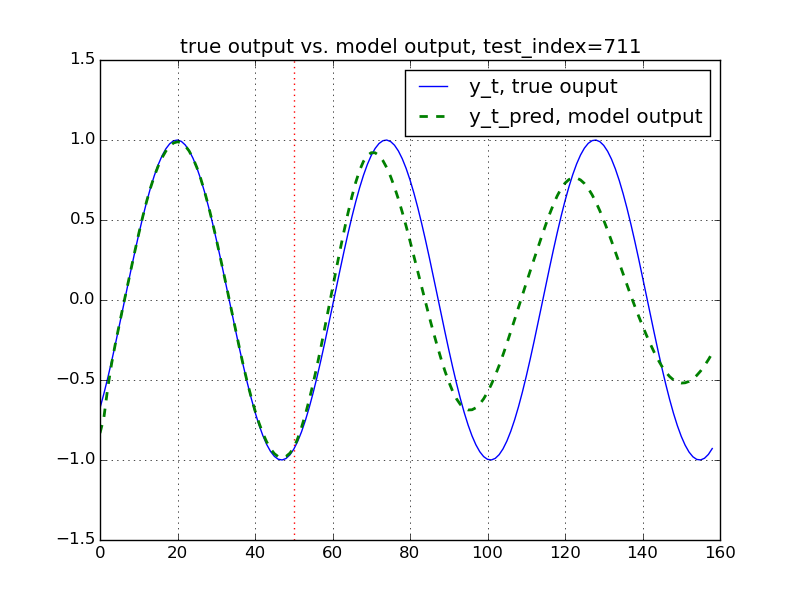 true output vs. model output, test_index=711
y_t, true ouput
y_t_pred, model output
1.5
1.0
0.5
0.0
−0.5
−1.0
−1.5
0 20 40 60 80 100 120 140 160